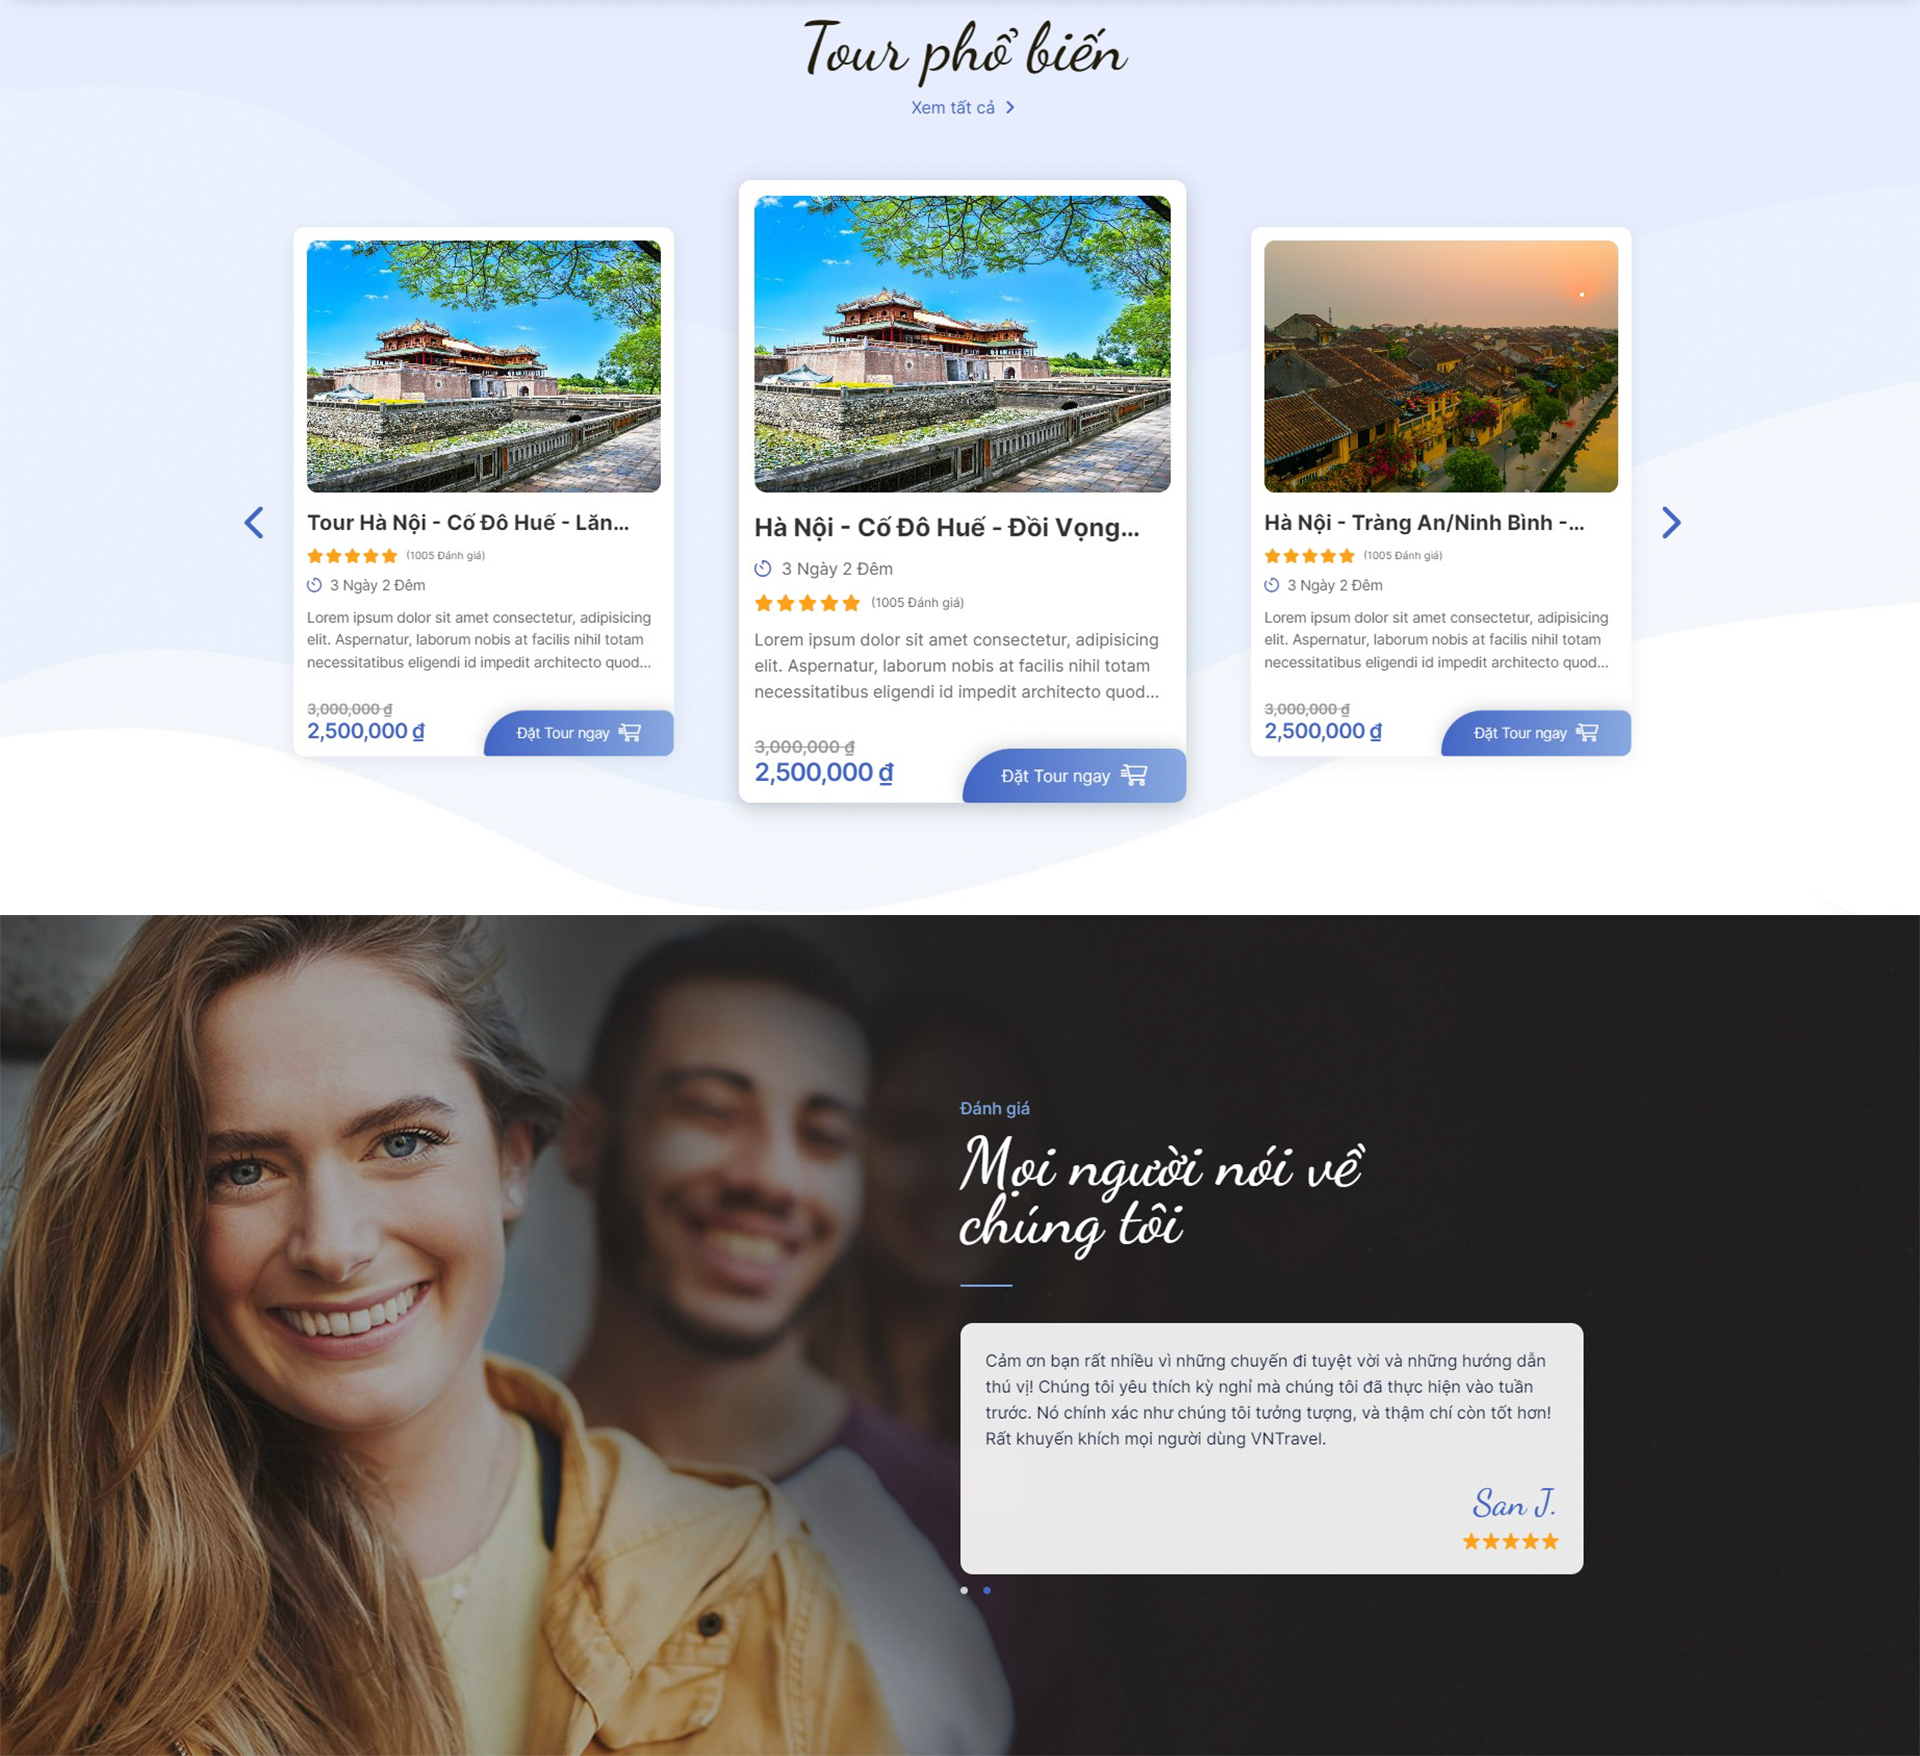 Tour phổ biến
Xem tất cả
Tour Hà Nội - Cố Đô Huế - Lăn...
(1005 Đánh giá)
3 Ngày 2 Đêm
Lorem ipsum dolor sit amet consectetur, adipisicing
elit. Aspernatur, laborum nobis at facilis nihil totam
necessitatibus eligendi id impedit architecto quod...
3,000,000 ₫
2,500,000 ₫
Đặt Tour ngay
Hà Nội - Cố Đô Huế - Đồi Vọng...
3 Ngày 2 Đêm
(1005 Đánh giá)
Lorem ipsum dolor sit amet consectetur, adipisicing
elit. Aspernatur, laborum nobis at facilis nihil totam
necessitatibus eligendi id impedit architecto quod...
3,000,000 ₫
2,500,000 ₫
Đặt Tour ngay
Hà Nội - Tràng An/Ninh Bình -...
(1005 Đánh giá)
3 Ngày 2 Đêm
Lorem ipsum dolor sit amet consectetur, adipisicing
elit. Aspernatur, laborum nobis at facilis nihil totam
necessitatibus eligendi id impedit architecto quod...
3,000,000 ₫
2,500,000 ₫
Đặt Tour ngay
Đánh giá
Mọi người nói về
chúng tôi
Cảm ơn bạn rất nhiều vì những chuyến đi tuyệt vời và những hướng dẫn
thú vị! Chúng tôi yêu thích kỳ nghỉ mà chúng tôi đã thực hiện vào tuần
trước. Nó chính xác như chúng tôi tưởng tượng, và thậm chí còn tốt hơn!
Rất khuyến khích mọi người dùng VNTravel.
San J.